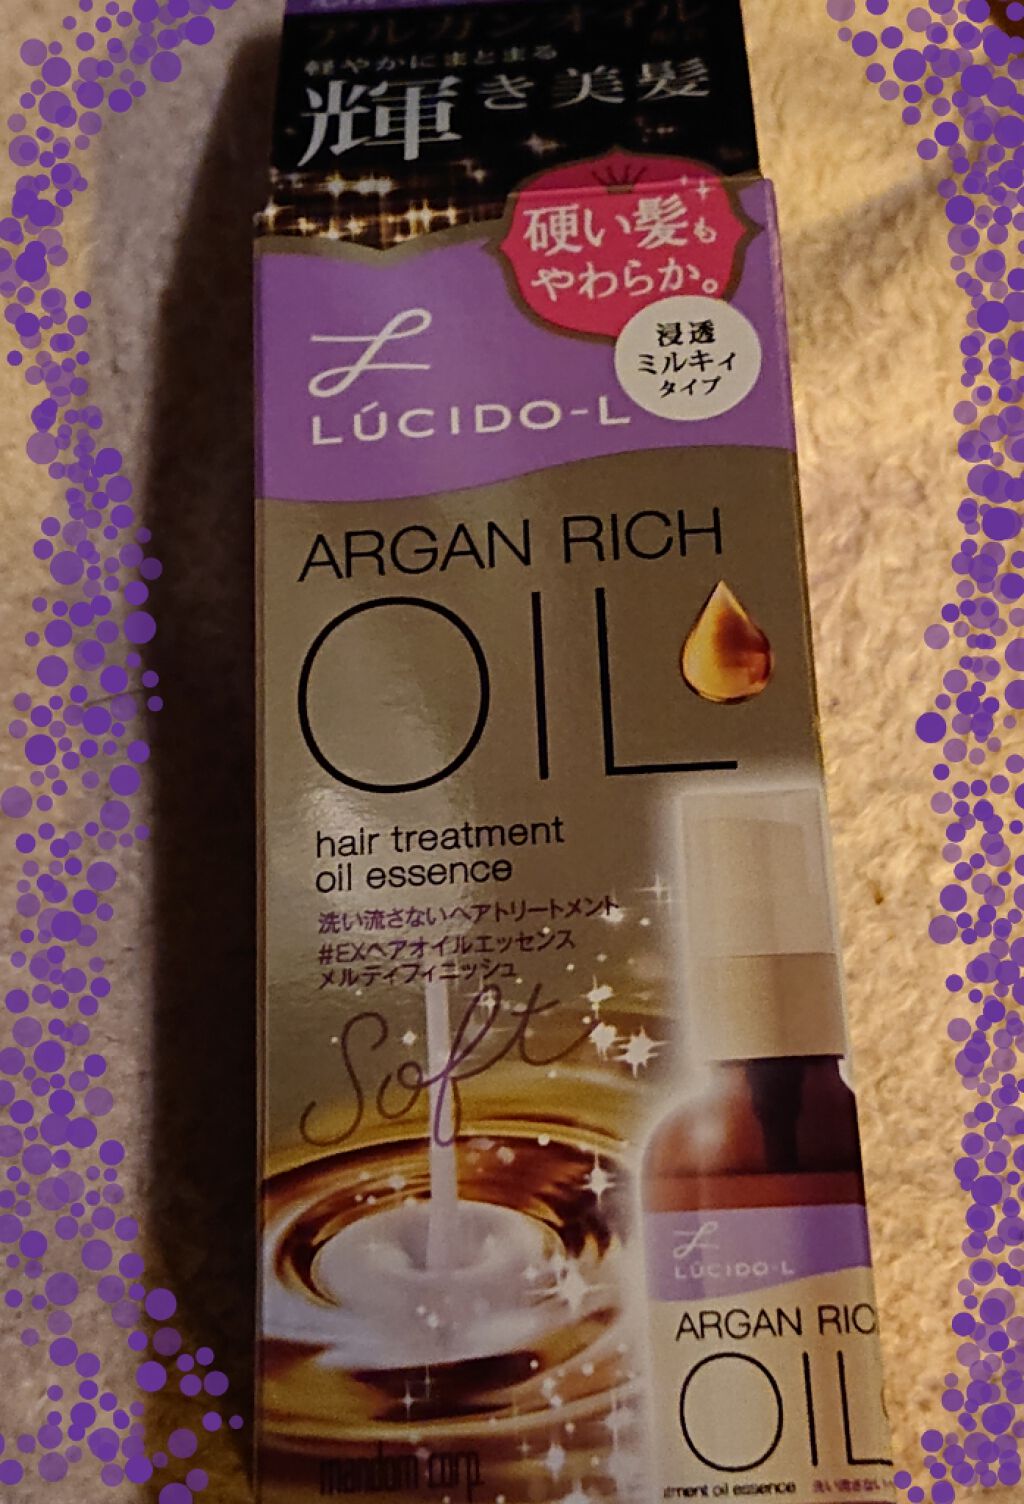 アルガンオイル
軽やかにまとまる
輝き美髪
硬い髪も
やわらか。
浸透
ミルキィ
タイプ
LÚCIDO-L
ARGAN RICH
OIL
hair treatment
oil essence
洗い流さないヘアトリートメント
#EXヘアオイルエッセンス
メルティフィニッシュ
Soft
LÚCIDO-L
ARGAN RIC
OIL
mandom corp.
tment oil essence 洗い流さない